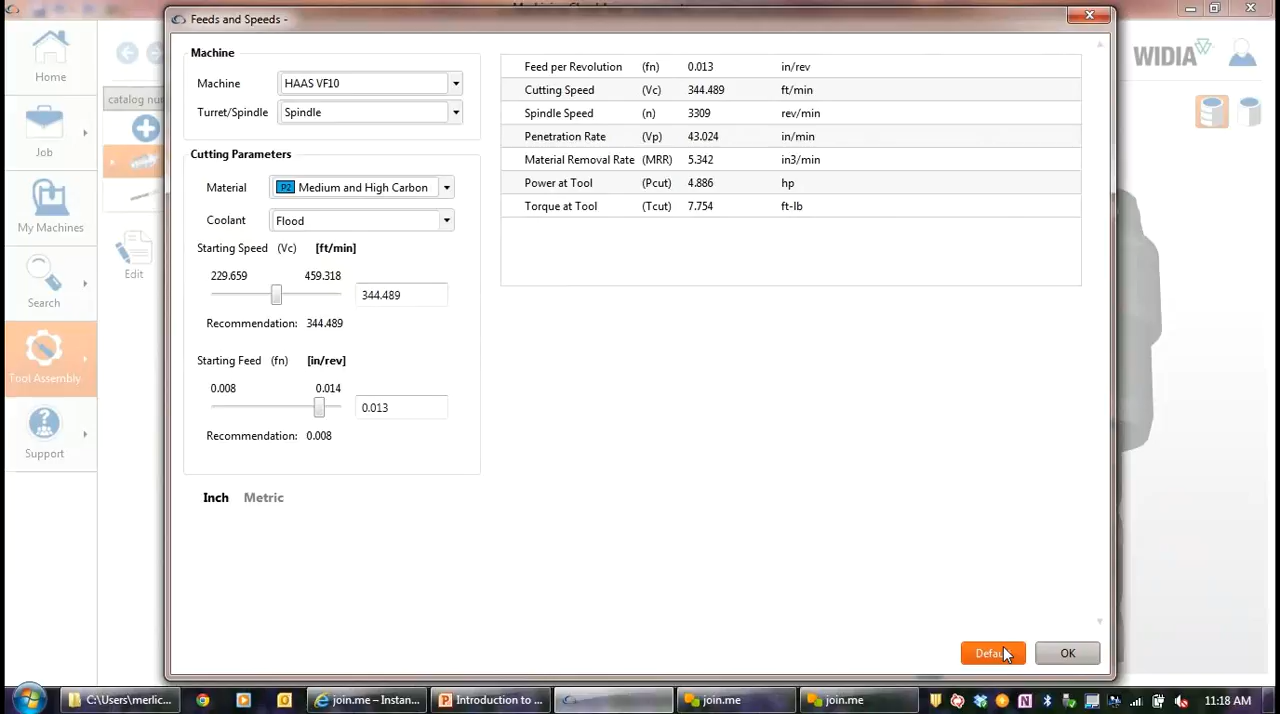 Feeds and Speeds -
WIDIA
Home
Job
My Machines
Search
Tool Assembly
Support
catalog nu
Edit
Machine
Machine HAAS VF10
Turret/Spindle Spindle
Cutting Parameters
Material P2 Medium and High Carbon
Coolant Flood
Starting Speed (Vc) [ft/min]
229.659 459.318
344.489
Recommendation: 344.489
Starting Feed (fn) [in/rev]
0.008 0.014
0.013
Recommendation: 0.008
Inch Metric
Feed per Revolution (fn) 0.013 in/rev
Cutting Speed (Vc) 344.489 ft/min
Spindle Speed (n) 3309 rev/min
Penetration Rate (Vp) 43.024 in/min
Material Removal Rate (MRR) 5.342 in3/min
Power at Tool (Pcut) 4.886 hp
Torque at Tool (Tcut) 7.754 ft-lb
Defau OK
C:\Users\merlic... join.me – Instan... Introduction to ... join.me join.me 11:18 AM